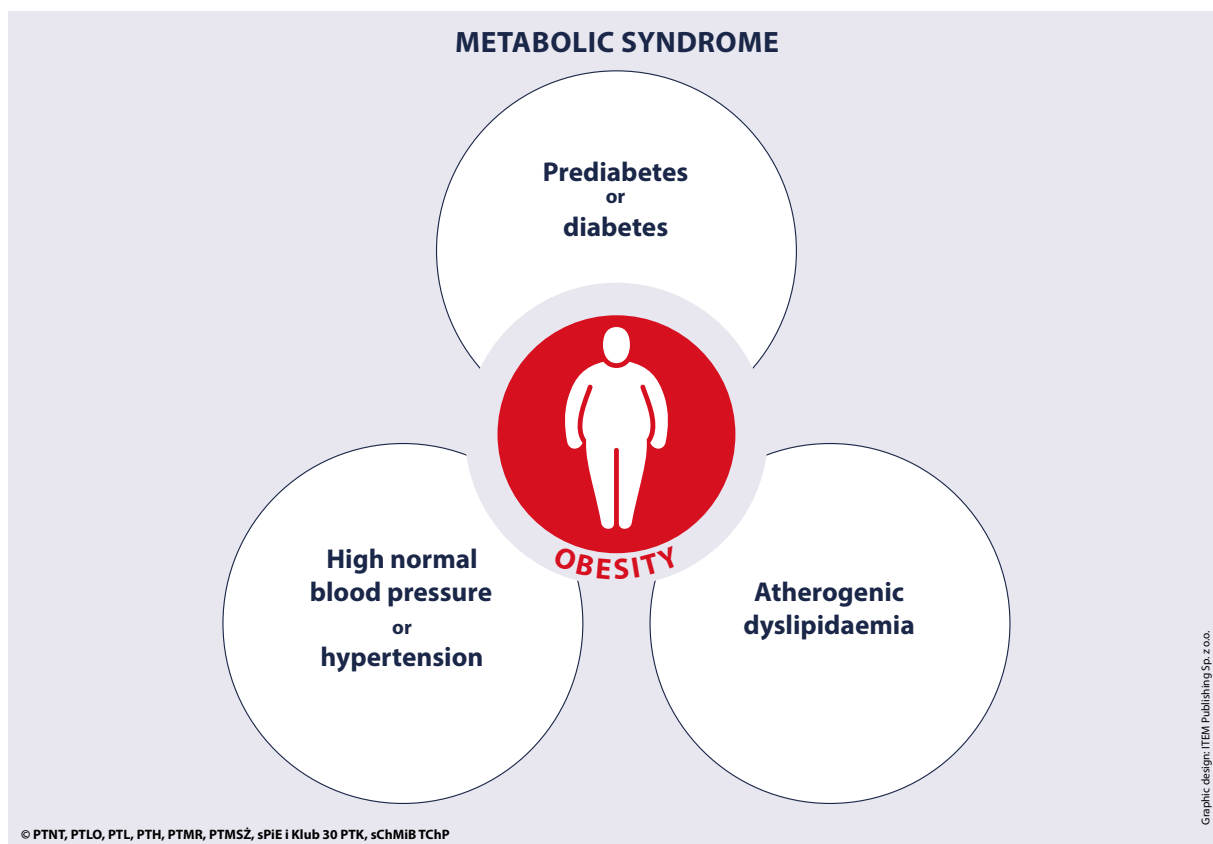 METABOLIC SYNDROME
Prediabetes
or
diabetes
OBESITY
High normal
blood pressure
or
hypertension
Atherogenic
dyslipidaemia
Graphic design: ITEM Publishing Sp. z o.o.
© PTNT, PTLO, PTL, PTH, PTMR, PTMSŻ, sPiE i Klub 30 PTK, sChMiB TChP